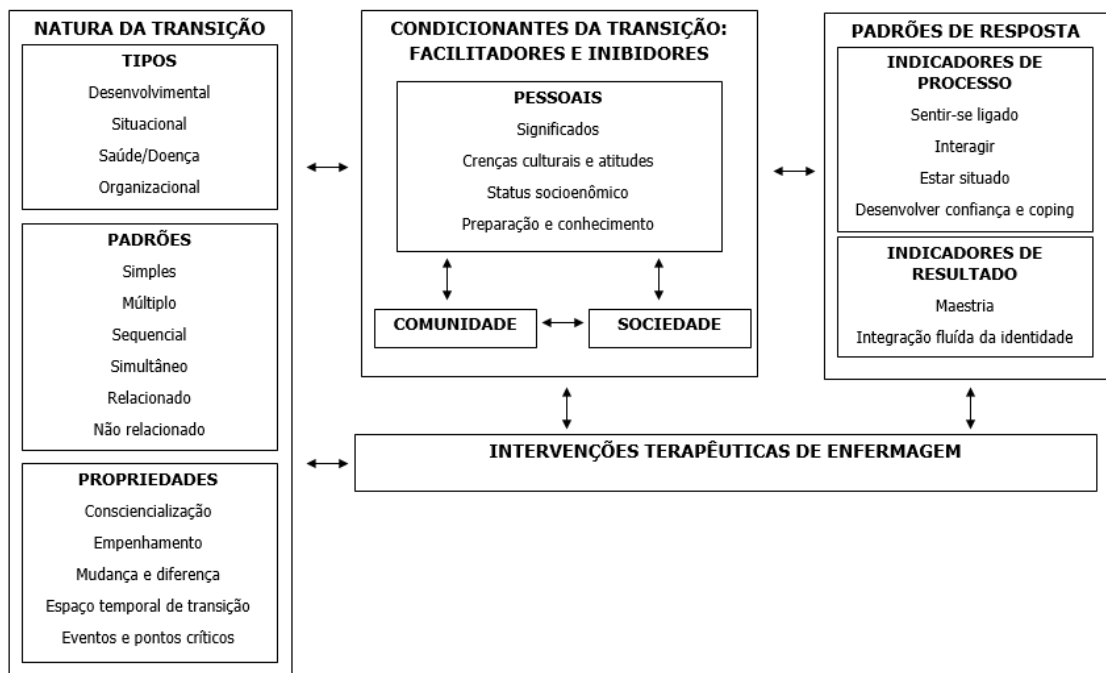 NATURA DA TRANSIÇÃO
TIPOS
Desenvolvimental
Situacional
Saúde/Doença
Organizacional
PADRÕES
Simples
Múltiplo
Sequencial
Simultâneo
Relacionado
Não relacionado
PROPRIEDADES
Consciencialização
Empenhamento
Mudança e diferença
Espaço temporal de transição
Eventos e pontos críticos
CONDICIONANTES DA TRANSIÇÃO:
FACILITADORES E INIBIDORES
PESSOAIS
Significados
Crenças culturais e atitudes
Status socioenômico
Preparação e conhecimento
COMUNIDADE
SOCIEDADE
PADRÕES DE RESPOSTA
INDICADORES DE
PROCESSO
Sentir-se ligado
Interagir
Estar situado
Desenvolver confiança e coping
INDICADORES DE
RESULTADO
Maestria
Integração fluída da identidade
INTERVENÇÕES TERAPÊUTICAS DE ENFERMAGEM